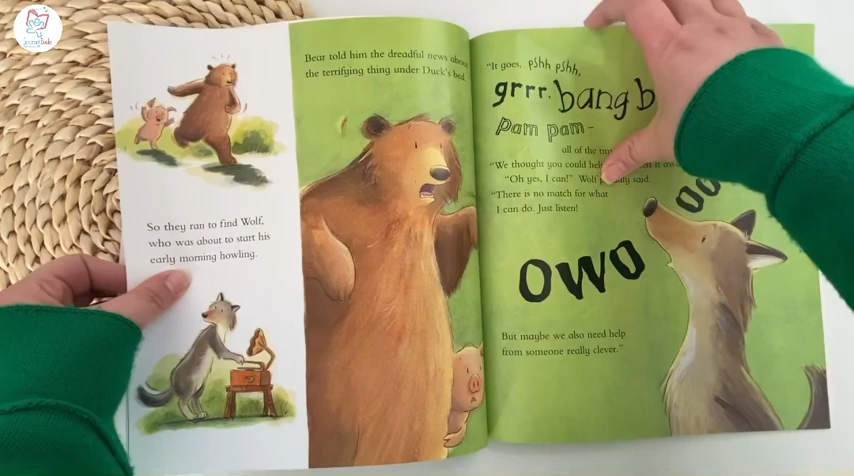 So they ran to find Wolf,
who was about to start his
early morning howling.
Bear told him the dreadful news about
the terrifying thing under Duck's bed.
"It goes, pshh pshh,
grrr, bang b
pam pam-
all of the
"We thought you could
"Oh yes, I can!" Wolf said.
"There is no match for what
I can do. Just listen!
OWO
OO
But maybe we also need help
from someone really clever."